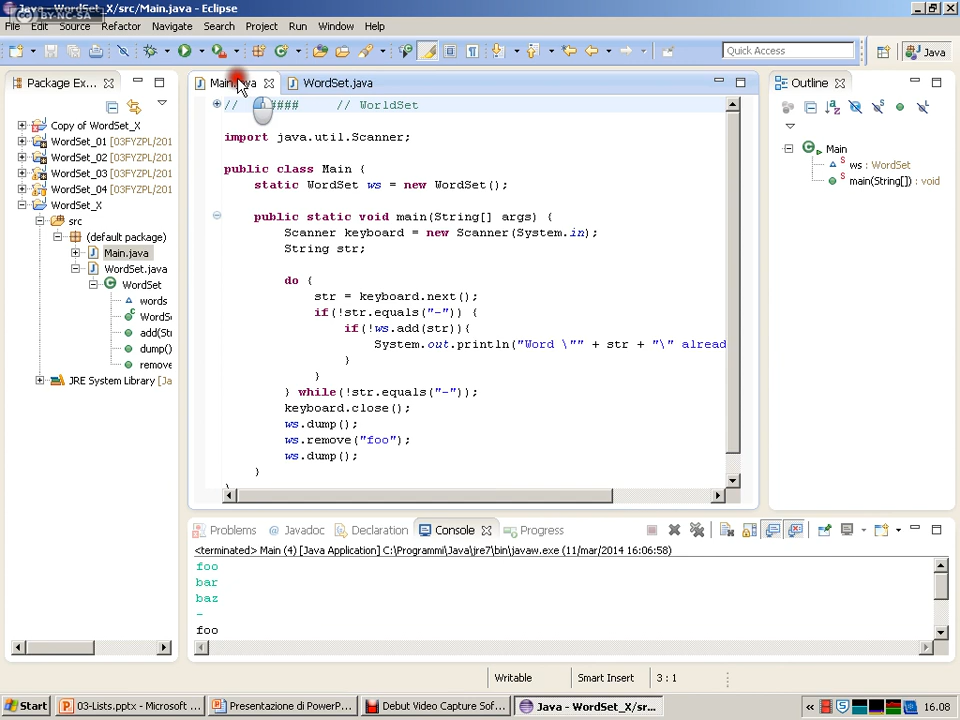 Java - WordSet_X/src/Main.java - Eclipse
BY-NC-SA
File Edit Source Refactor Navigate Search Project Run Window Help
Quick Access
Java
Package Ex...
Copy of WordSet_X
WordSet_01 [03FYZPL/201
WordSet_02 [03FYZPL/201
WordSet_03 [03FYZPL/201
WordSet_04 [03FYZPL/201
WordSet_X
src
(default package)
Main.java
WordSet.java
WordSet
words
WordSe
add(Str
dump()
remove
JRE System Library [Ja
WordSet.java
// WorldSet
import java.util.Scanner;
public class Main {
static WordSet ws = new WordSet();
public static void main(String[] args) {
Scanner keyboard = new Scanner(System.in);
String str;
do {
str = keyboard.next();
if(!str.equals("-")) {
if(!ws.add(str)){
System.out.println("Word \"" + str + "\" alread
}
}
} while(!str.equals("-"));
keyboard.close();
ws.dump();
ws.remove("foo");
ws.dump();
}
Outline
Main
ws : WordSet
main(String[]) : void
Problems @ Javadoc Declaration Console Progress
<terminated> Main (4) [Java Application] C:\Programmi\Java\jre7\bin\javaw.exe (11/mar/2014 16:06:58)
foo
bar
baz
-
foo
Writable Smart Insert 3 : 1
Start 03-Lists.pptx - Microsoft ... Presentazione di PowerP... Debut Video Capture Sof... Java - WordSet_X/sr... 16.08